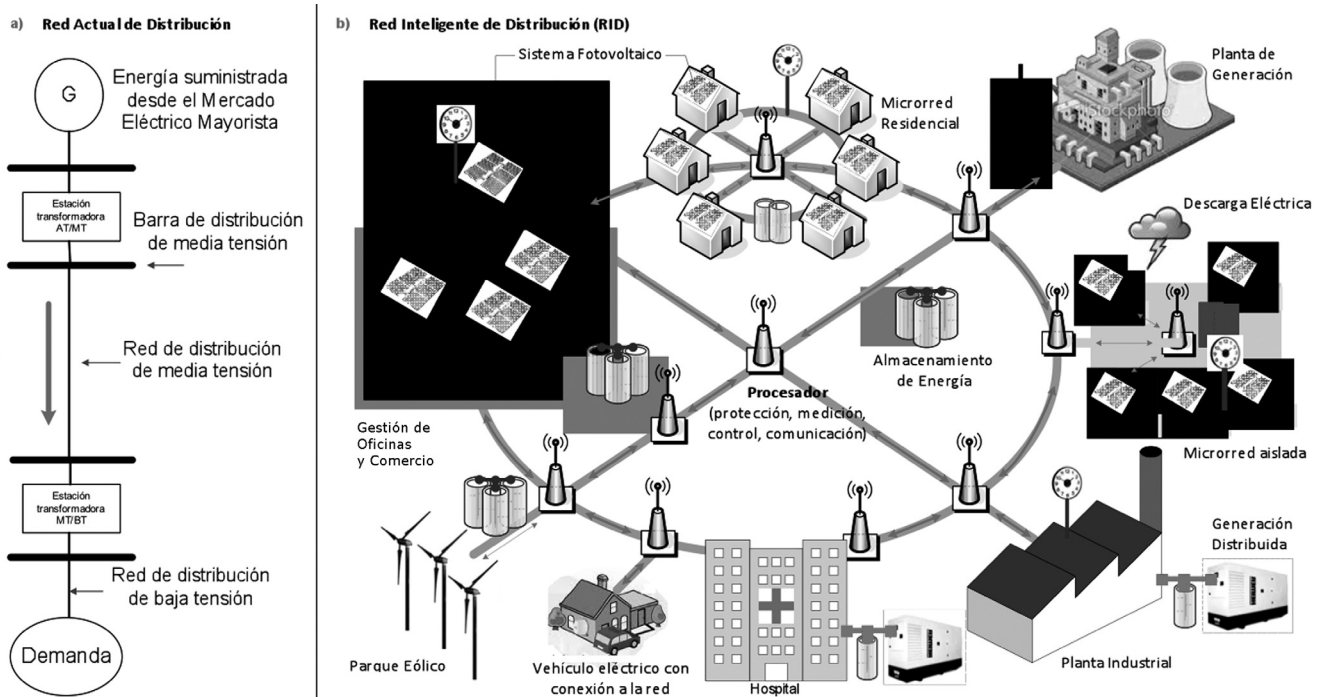 a) Red Actual de Distribución
G
Energía suministrada
desde el Mercado
Eléctrico Mayorista
Estación
transformadora
AT/MT
Barra de distribución
de media tensión
Red de distribución
de media tensión
Estación
transformadora
MT/BT
Red de distribución
de baja tensión
Demanda
b) Red Inteligente de Distribución (RID)
Sistema Fotovoltaico
Microrred
Residencial
Planta de
Generación
iStockphoto
Descarga Eléctrica
Almacenamiento
de Energía
Procesador
(protección, medición,
control, comunicación)
Gestión de
Oficinas
y Comercio
Microrred aislada
Generación
Distribuida
Parque Eólico
Vehículo eléctrico con
conexión a la red
Hospital
Planta Industrial